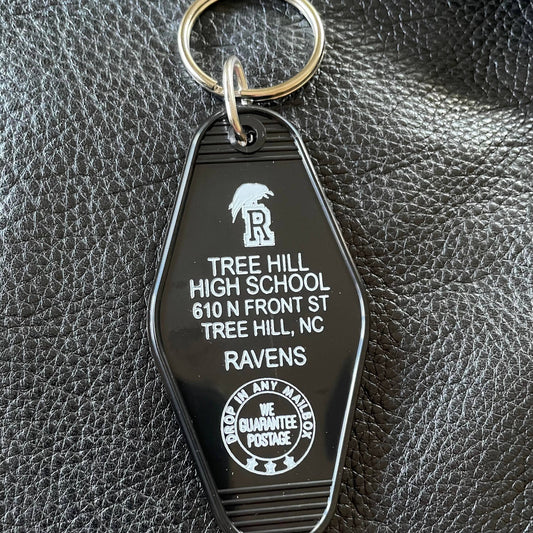 R
TREE HILL
HIGH SCHOOL
610 N FRONT ST
TREE HILL, NC
RAVENS
DROP IN ANY MAILBOX
WE
GUARANTEE
POSTAGE